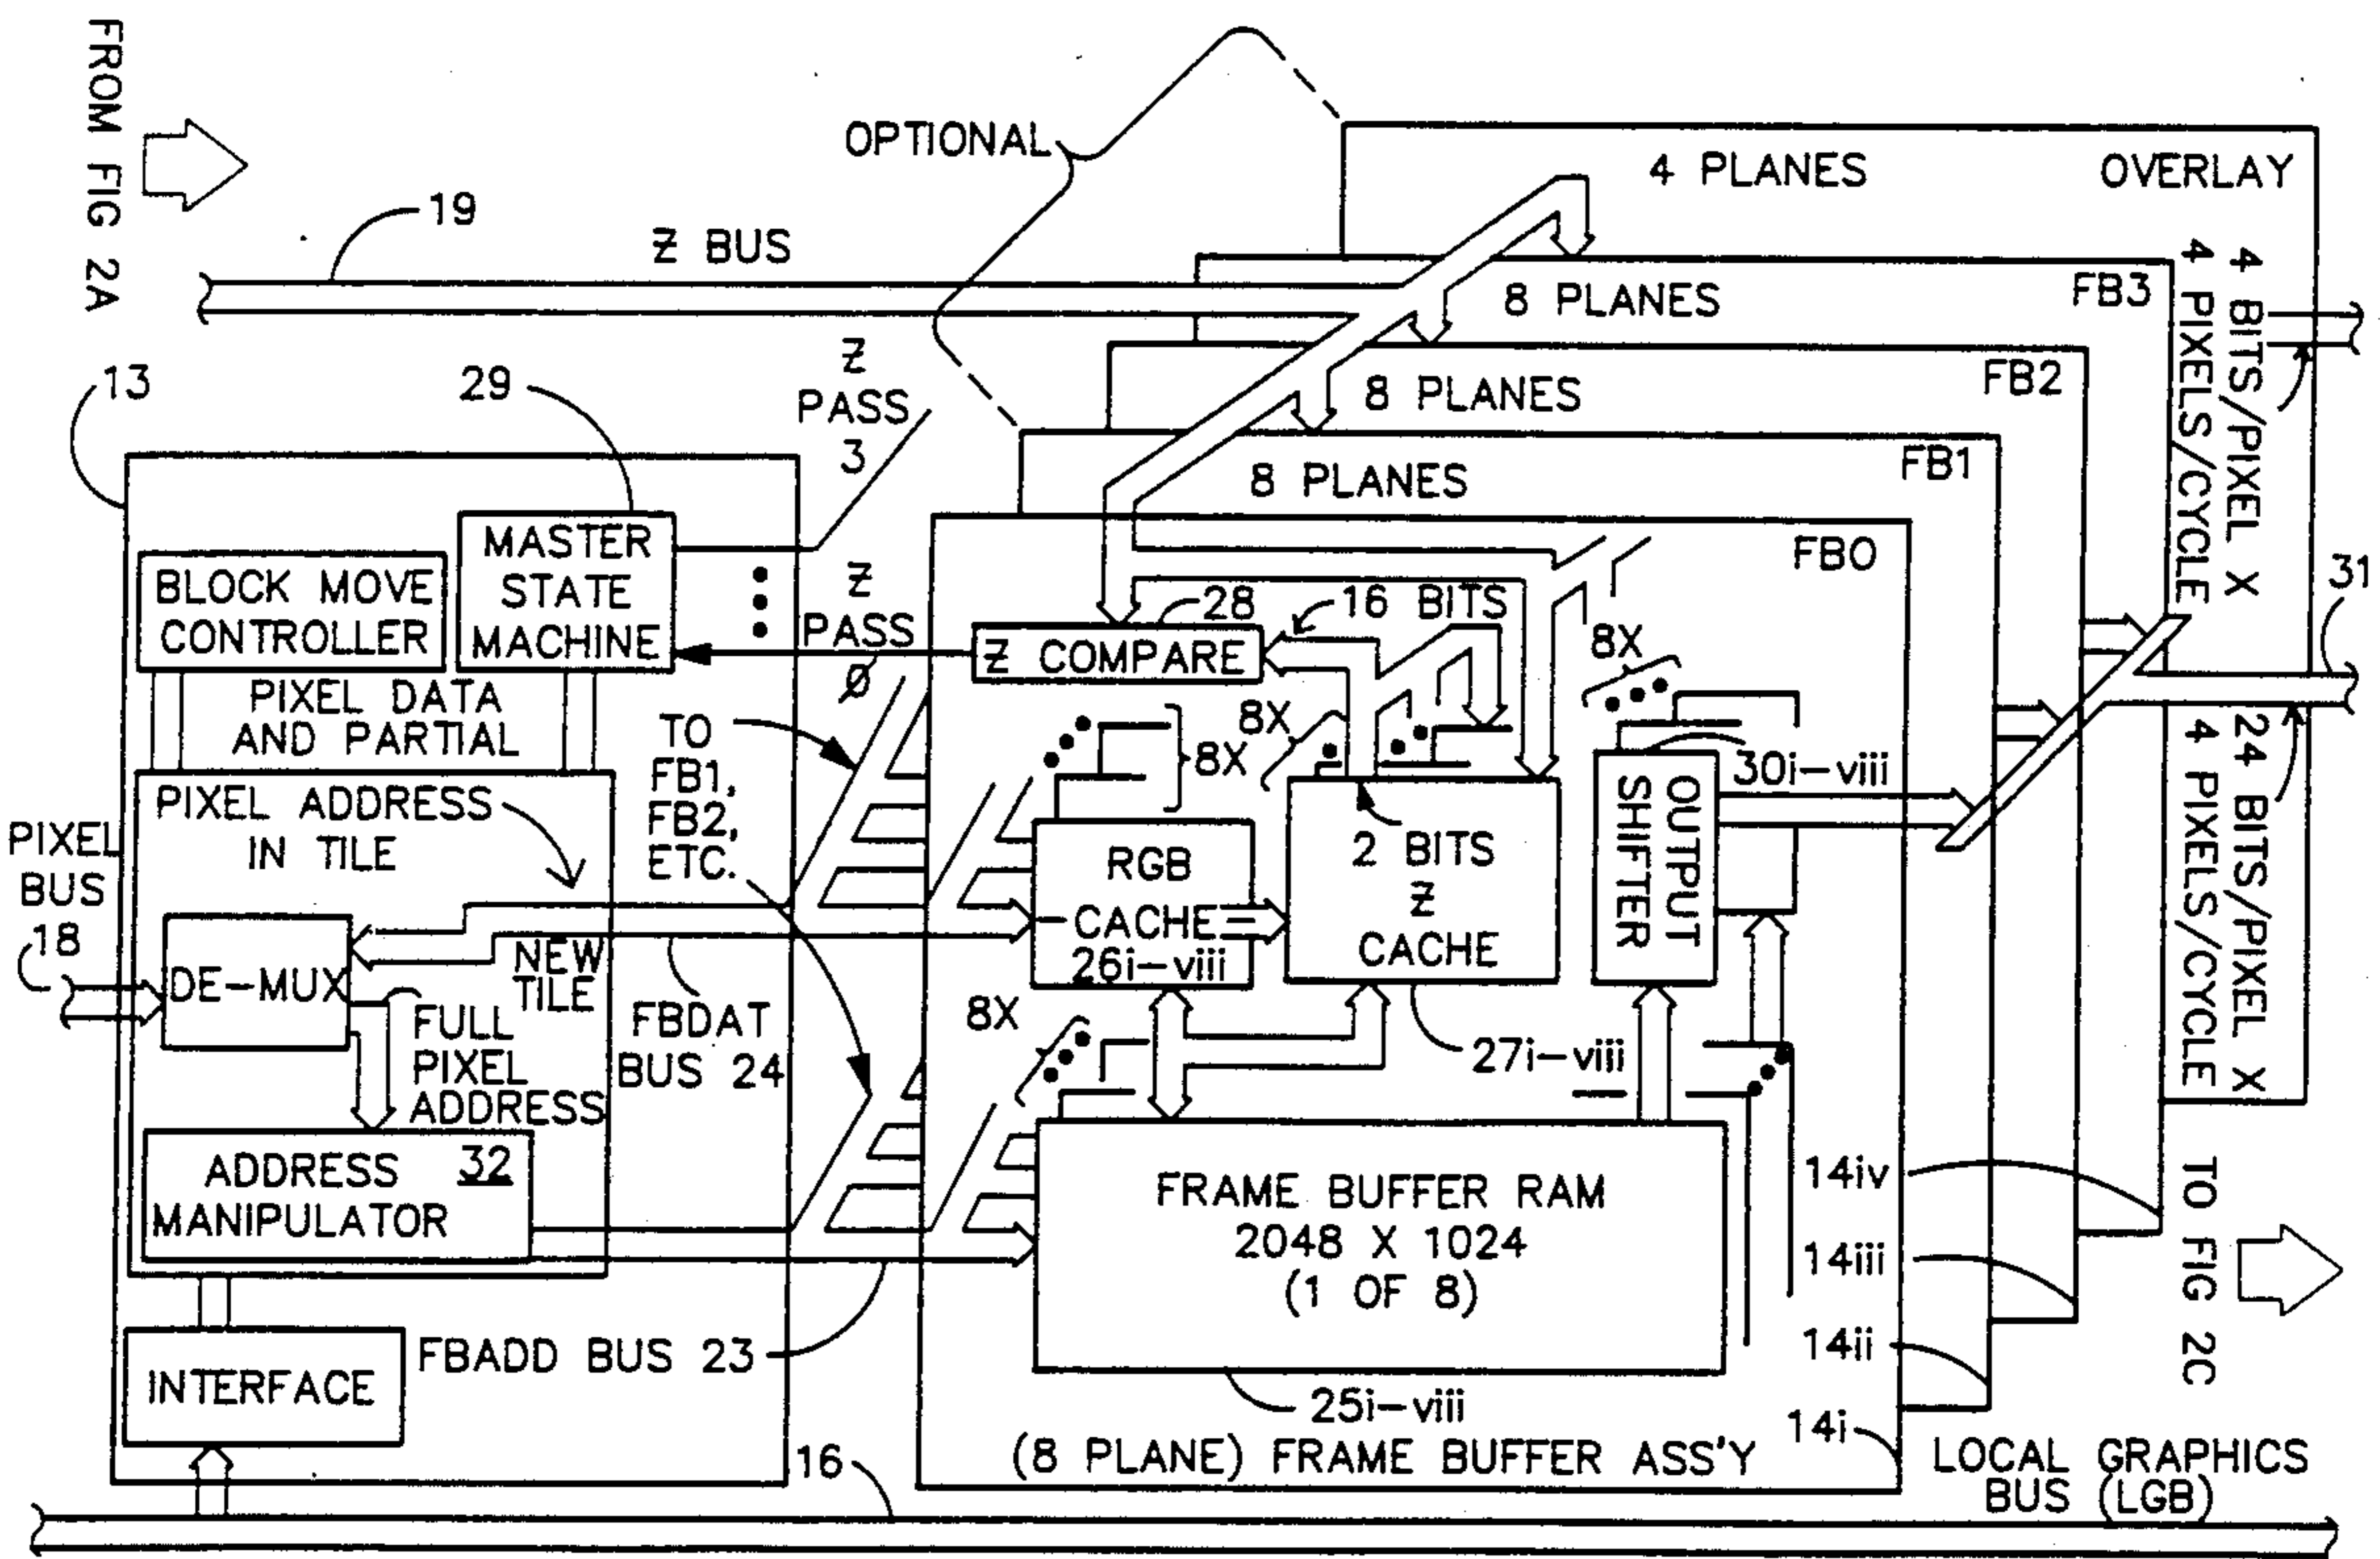 FROM FIG 2A
OPTIONAL
4 PLANES
OVERLAY
19
Ƶ BUS
8 PLANES
FB3
4 BITS/PIXEL X
4 PIXELS/CYCLE
13
29
Ƶ
PASS
3
8 PLANES
FB2
8 PLANES
FB1
MASTER
STATE
MACHINE
BLOCK MOVE
CONTROLLER
Ƶ
PASS
Ø
FB0
28
16 BITS
Ƶ COMPARE
8X
31
PIXEL DATA
AND PARTIAL
PIXEL ADDRESS
IN TILE
TO
FB1,
FB2,
ETC.
8X
8X
30i-viii
OUTPUT
SHIFTER
24 BITS/PIXEL X
4 PIXELS/CYCLE
PIXEL
BUS
18
RGB
CACHE
26i-viii
2 BITS
Ƶ
CACHE
DE-MUX
NEW
TILE
FULL
PIXEL
ADDRESS
FBDAT
BUS 24
8X
27i-viii
ADDRESS
MANIPULATOR
32
FRAME BUFFER RAM
2048 X 1024
(1 OF 8)
14iv
14iii
14ii
14i
TO FIG 2C
INTERFACE
FBADD BUS 23
25i-viii
(8 PLANE) FRAME BUFFER ASS'Y
16
LOCAL GRAPHICS
BUS (LGB)